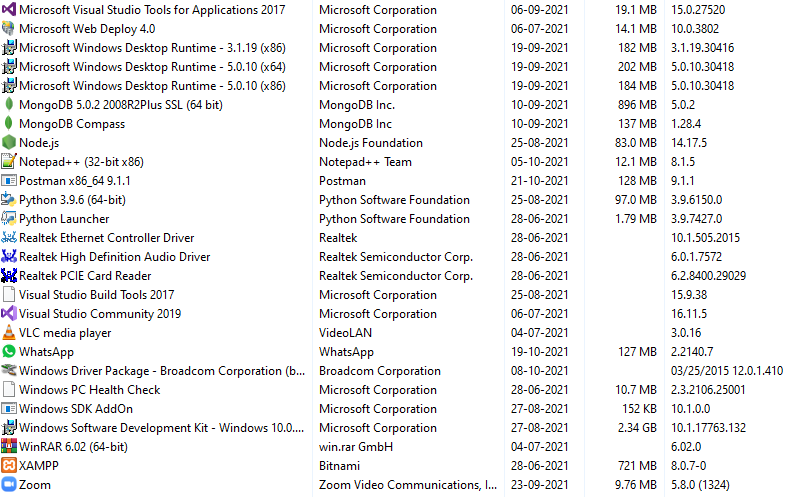 Microsoft Visual Studio Tools for Applications 2017 Microsoft Corporation 06-09-2021 19.1 MB 15.0.27520
Microsoft Web Deploy 4.0 Microsoft Corporation 06-07-2021 14.1 MB 10.0.3802
Microsoft Windows Desktop Runtime - 3.1.19 (x86) Microsoft Corporation 19-09-2021 182 MB 3.1.19.30416
Microsoft Windows Desktop Runtime - 5.0.10 (x64) Microsoft Corporation 19-09-2021 202 MB 5.0.10.30418
Microsoft Windows Desktop Runtime - 5.0.10 (x86) Microsoft Corporation 19-09-2021 184 MB 5.0.10.30418
MongoDB 5.0.2 2008R2Plus SSL (64 bit) MongoDB Inc. 10-09-2021 896 MB 5.0.2
MongoDB Compass MongoDB Inc 10-09-2021 137 MB 1.28.4
Node.js Node.js Foundation 25-08-2021 83.0 MB 14.17.5
Notepad++ (32-bit x86) Notepad++ Team 05-10-2021 12.1 MB 8.1.5
Postman x86_64 9.1.1 Postman 21-10-2021 128 MB 9.1.1
Python 3.9.6 (64-bit) Python Software Foundation 25-08-2021 97.0 MB 3.9.6150.0
Python Launcher Python Software Foundation 28-06-2021 1.79 MB 3.9.7427.0
Realtek Ethernet Controller Driver Realtek 28-06-2021 10.1.505.2015
Realtek High Definition Audio Driver Realtek Semiconductor Corp. 28-06-2021 6.0.1.7572
Realtek PCIE Card Reader Realtek Semiconductor Corp. 28-06-2021 6.2.8400.29029
Visual Studio Build Tools 2017 Microsoft Corporation 25-08-2021 15.9.38
Visual Studio Community 2019 Microsoft Corporation 06-07-2021 16.11.5
VLC media player VideoLAN 04-07-2021 3.0.16
WhatsApp WhatsApp 19-10-2021 127 MB 2.2140.7
Windows Driver Package - Broadcom Corporation (b... Broadcom Corporation 08-10-2021 03/25/2015 12.0.1.410
Windows PC Health Check Microsoft Corporation 28-06-2021 10.7 MB 2.3.2106.25001
Windows SDK AddOn Microsoft Corporation 27-08-2021 152 KB 10.1.0.0
Windows Software Development Kit - Windows 10.0.... Microsoft Corporation 27-08-2021 2.34 GB 10.1.17763.132
WinRAR 6.02 (64-bit) win.rar GmbH 04-07-2021 6.02.0
XAMPP Bitnami 28-06-2021 721 MB 8.0.7-0
Zoom Zoom Video Communications, I... 23-09-2021 9.76 MB 5.8.0 (1324)